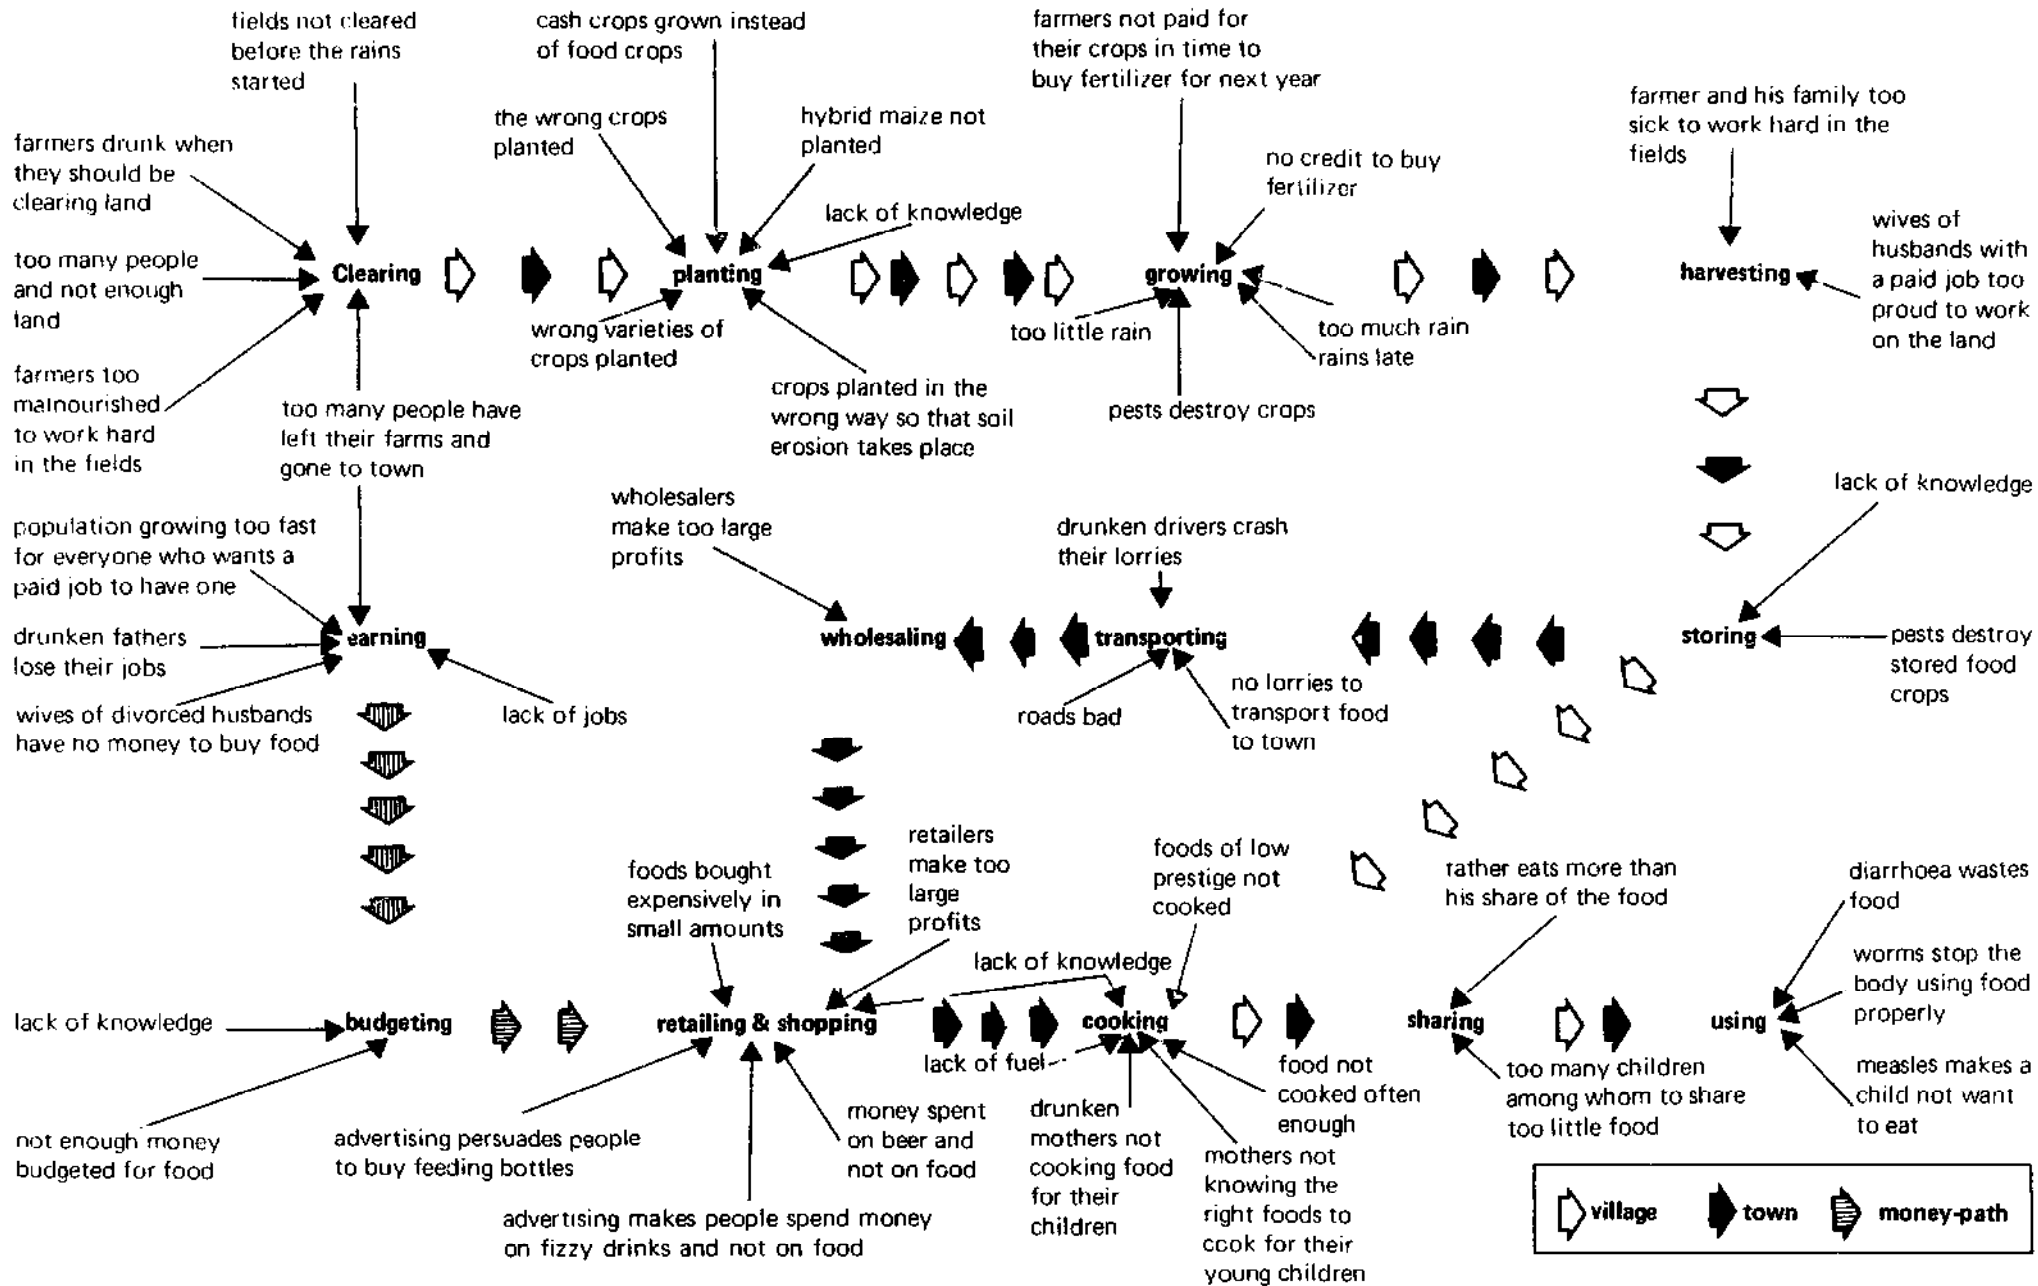 fields not cleared
before the rains
started
cash crops grown instead
of food crops
farmers not paid for
their crops in time to
buy fertilizer for next year
farmer and his family too
sick to work hard in the
fields
farmers drunk when
they should be
clearing land
the wrong crops
planted
hybrid maize not
planted
no credit to buy
fertilizer
lack of knowledge
wives of
husbands with
a paid job too
proud to work
on the land
too many people
and not enough
land
Clearing
planting
growing
harvesting
wrong varieties of
crops planted
too little rain
too much rain
rains late
farmers too
malnourished
to work hard
in the fields
too many people have
left their farms and
gone to town
crops planted in the
wrong way so that soil
erosion takes place
pests destroy crops
wholesalers
make too large
profits
drunken drivers crash
their lorries
lack of knowledge
population growing too fast
for everyone who wants a
paid job to have one
drunken fathers
lose their jobs
earning
wholesaling
transporting
storing
pests destroy
stored food
crops
wives of divorced husbands
have no money to buy food
lack of jobs
roads bad
no lorries to
transport food
to town
foods bought
expensively in
small amounts
retailers
make too
large
profits
foods of low
prestige not
cooked
rather eats more than
his share of the food
diarrhoea wastes
food
lack of knowledge
worms stop the
body using food
properly
lack of knowledge
budgeting
retailing & shopping
cooking
sharing
using
lack of fuel
food not
cooked often
enough
too many children
among whom to share
too little food
measles makes a
child not want
to eat
not enough money
budgeted for food
advertising persuades people
to buy feeding bottles
money spent
on beer and
not on food
drunken
mothers not
cooking food
for their
children
mothers not
knowing the
right foods to
cook for their
young children
advertising makes people spend money
on fizzy drinks and not on food
village
town
money-path